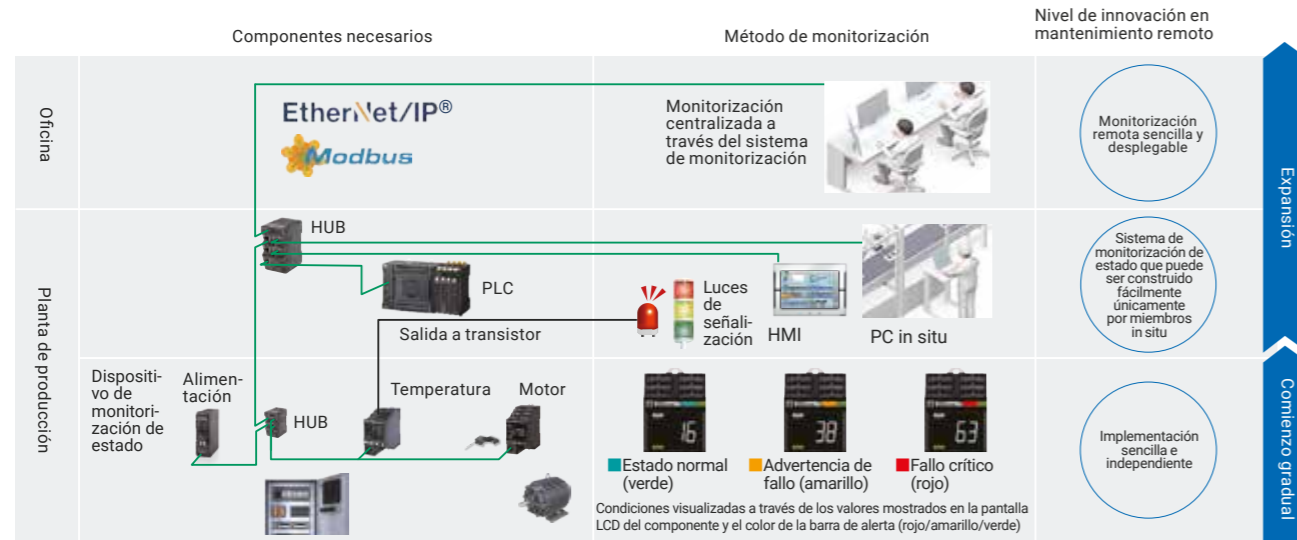 Componentes necesarios
Método de monitorización
Nivel de innovación en
mantenimiento remoto
Oficina
EtherNet/IP®
Modbus
Monitorización
centralizada a
través del sistema
de monitorización
Monitorización
remota sencilla y
desplegable
Expansión
Planta de producción
HUB
PLC
Salida a transistor
Luces
de
señali-
zación
HMI
PC in situ
Sistema de
monitorización de
estado que puede
ser construido
fácilmente
únicamente
por miembros
in situ
Dispositi-
vo de
monitori-
zación de
estado
Alimen-
tación
HUB
Temperatura
Motor
16
38
63
Estado normal
(verde)
Advertencia de
fallo (amarillo)
Fallo crítico
(rojo)
Condiciones visualizadas a través de los valores mostrados en la pantalla
LCD del componente y el color de la barra de alerta (rojo/amarillo/verde)
Implementación
sencilla e
independiente
Comienzo gradual